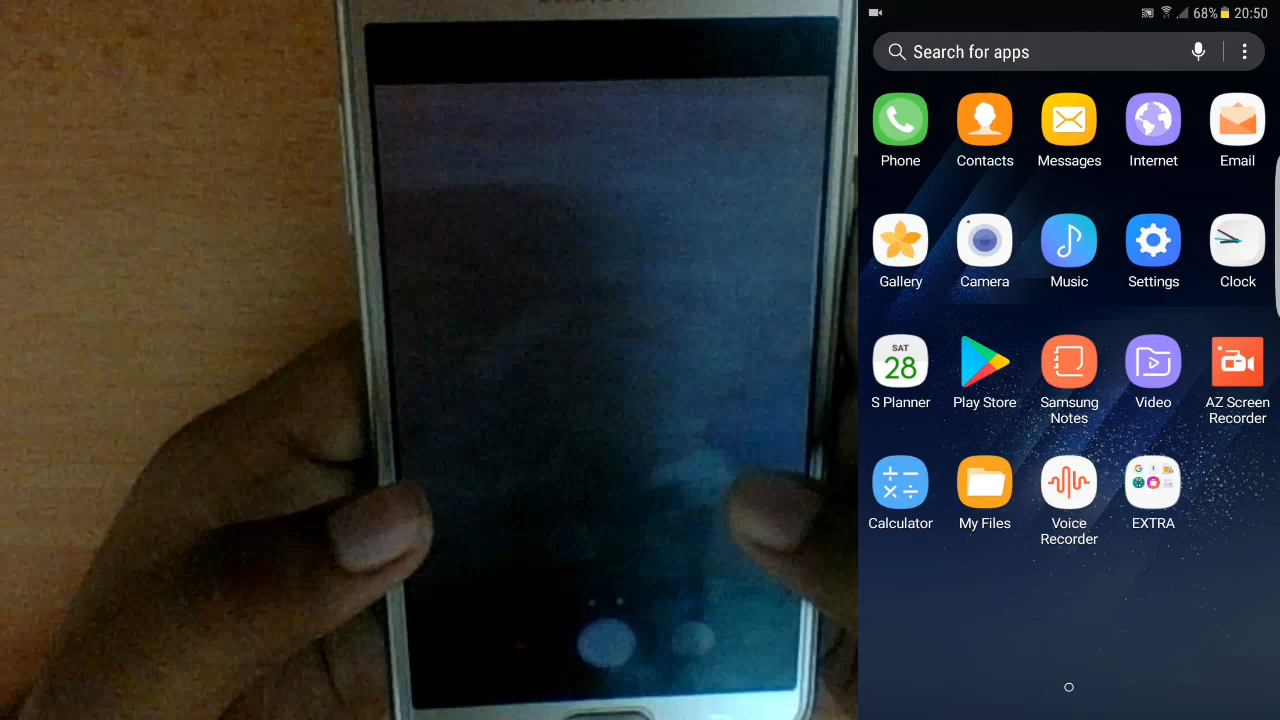 68% 20:50
Search for apps
Phone Contacts Messages Internet Email
Gallery Camera Music Settings Clock
SAT
28
S Planner Play Store Samsung Notes Video AZ Screen Recorder
Calculator My Files Voice Recorder EXTRA